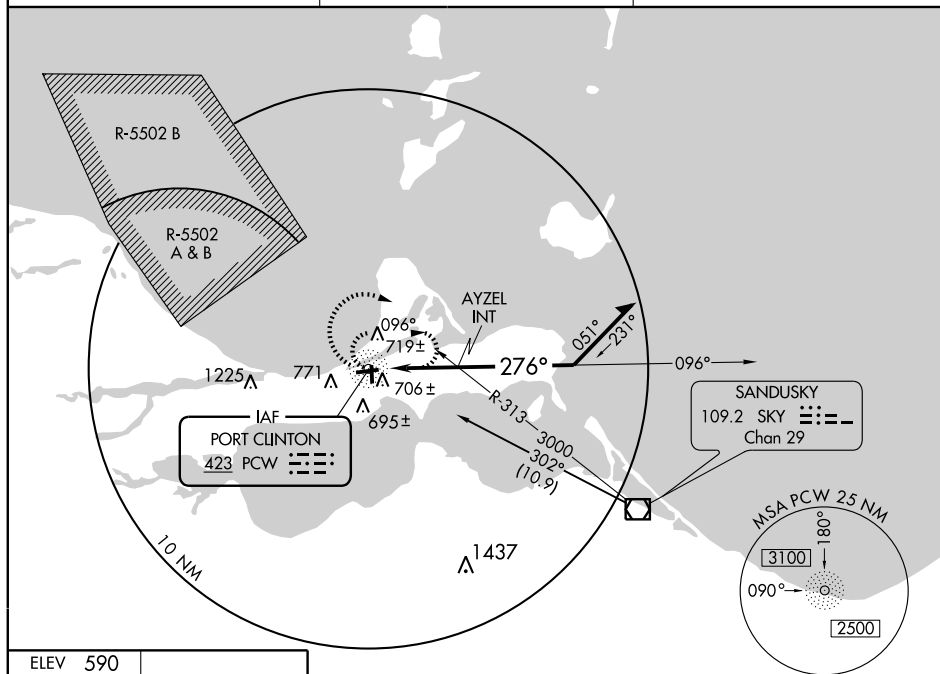 R-5502 B
R-5502
A & B
AYZEL
INT
096°
719±
051°
231°
276°
096°
1225
771
706±
695±
R-313
3000
302°
(10.9)
IAF
PORT CLINTON
423 PCW
SANDUSKY
109.2 SKY
Chan 29
1437
10 NM
MSA PCW 25 NM
180°
3100
090°
2500
ELEV 590